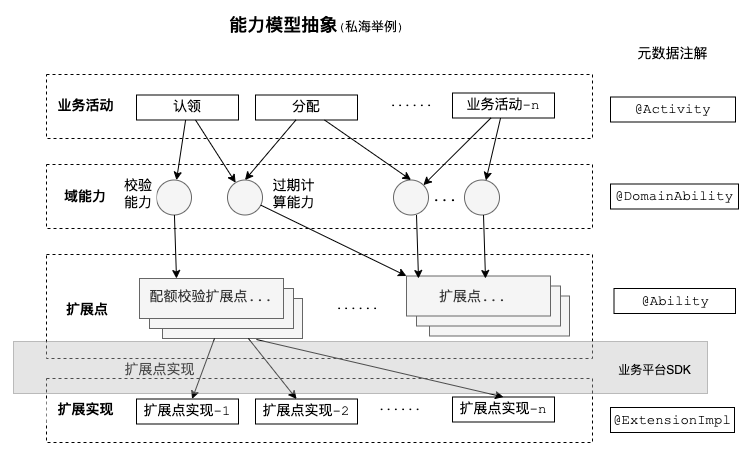 能力模型抽象(私海举例)
元数据注解
业务活动
认领
分配
······
业务活动-n
@Activity
域能力
校验
能力
过期计
算能力
...
@DomainAbility
扩展点
配额校验扩展点...
······
扩展点...
@Ability
扩展点实现
业务平台SDK
扩展实现
扩展点实现-1
扩展点实现-2
······
扩展点实现-n
@ExtensionImpl